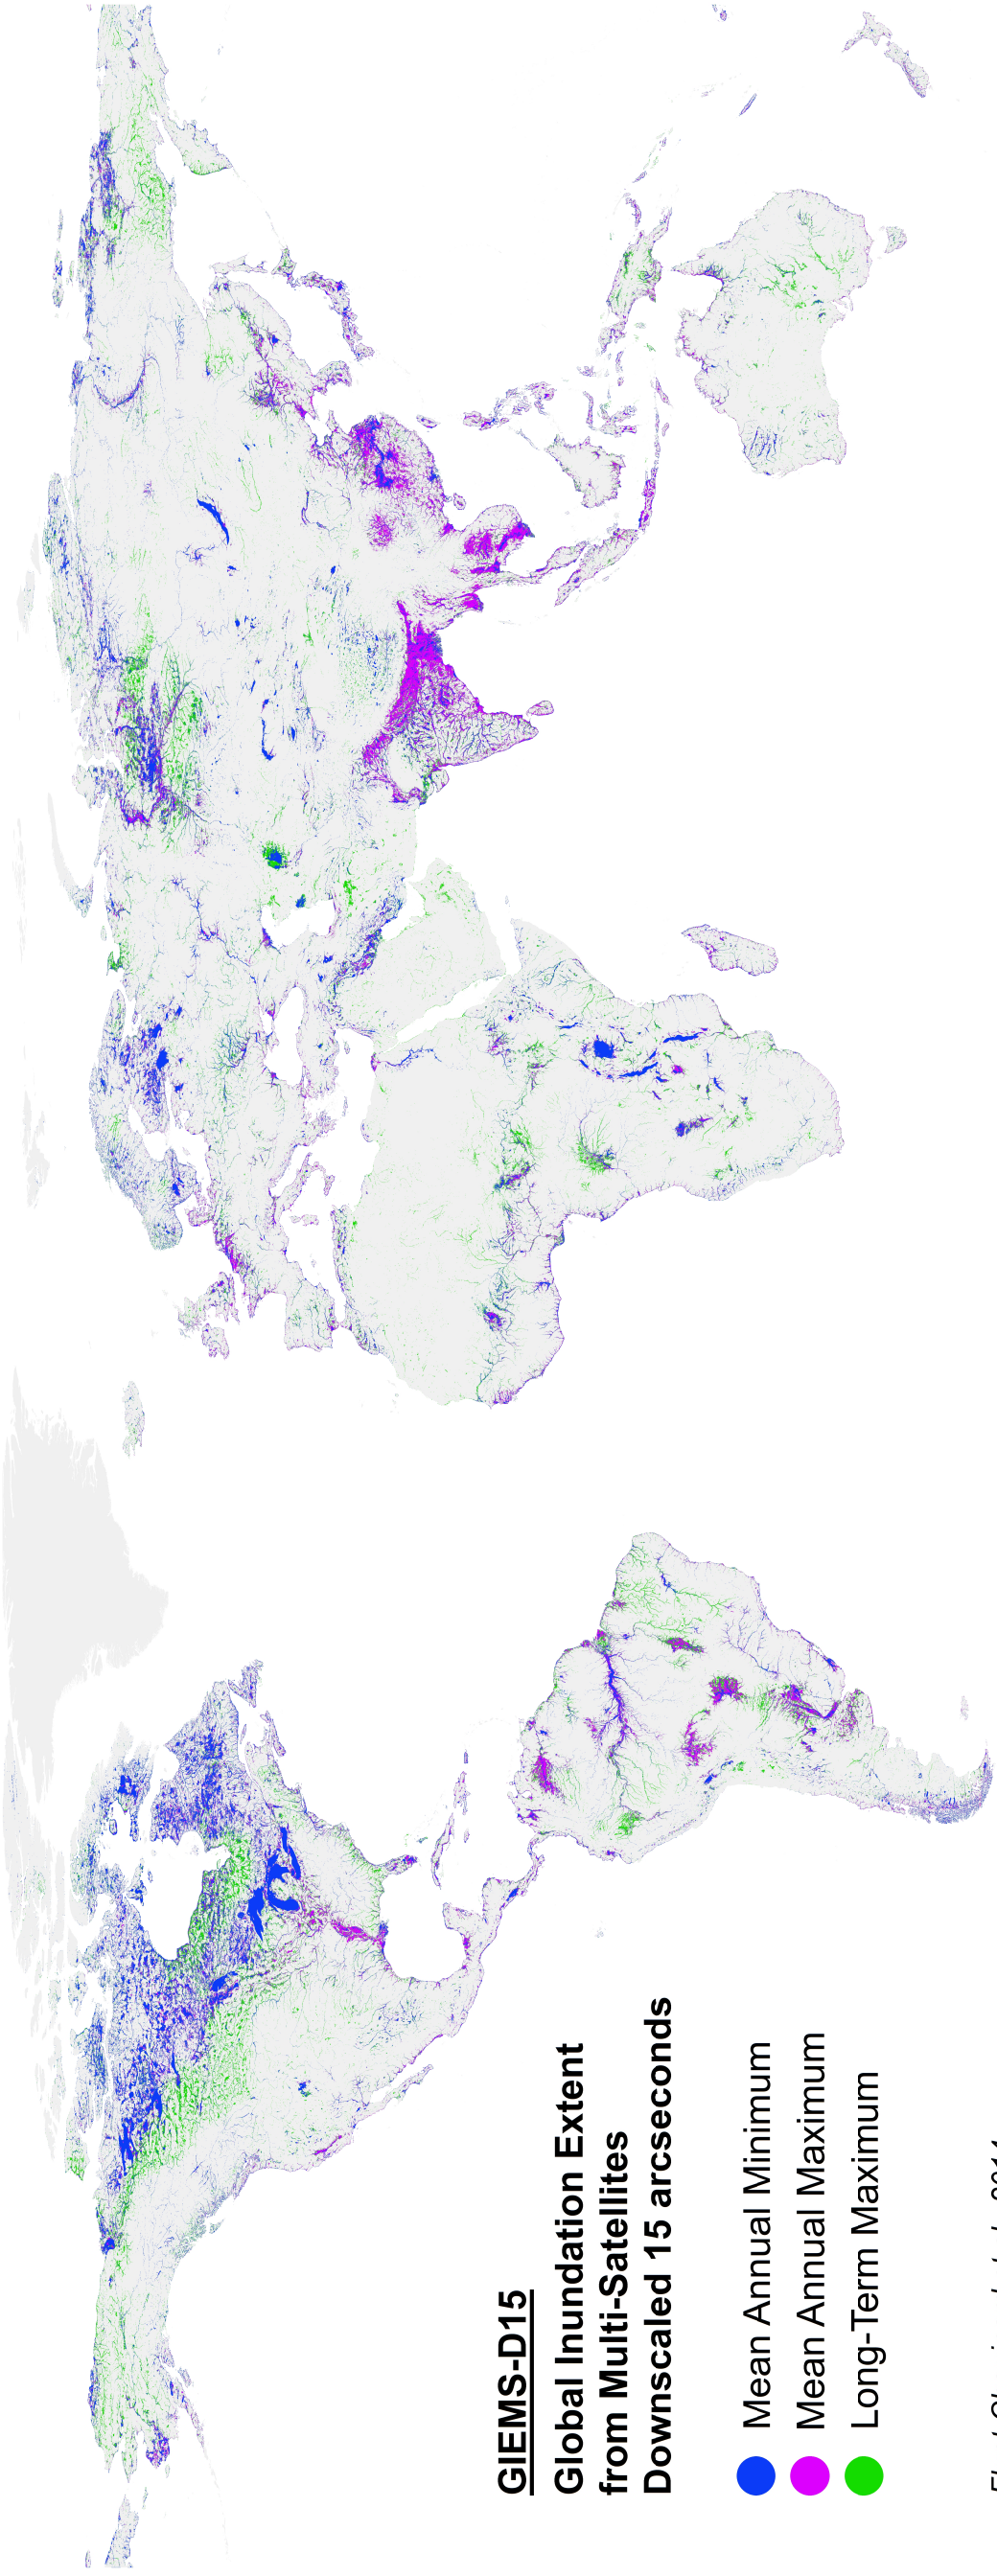 GIEMS-D15
Global Inundation Extent
from Multi-Satellites
Downscaled 15 arcseconds
Mean Annual Minimum
Mean Annual Maximum
Long-Term Maximum